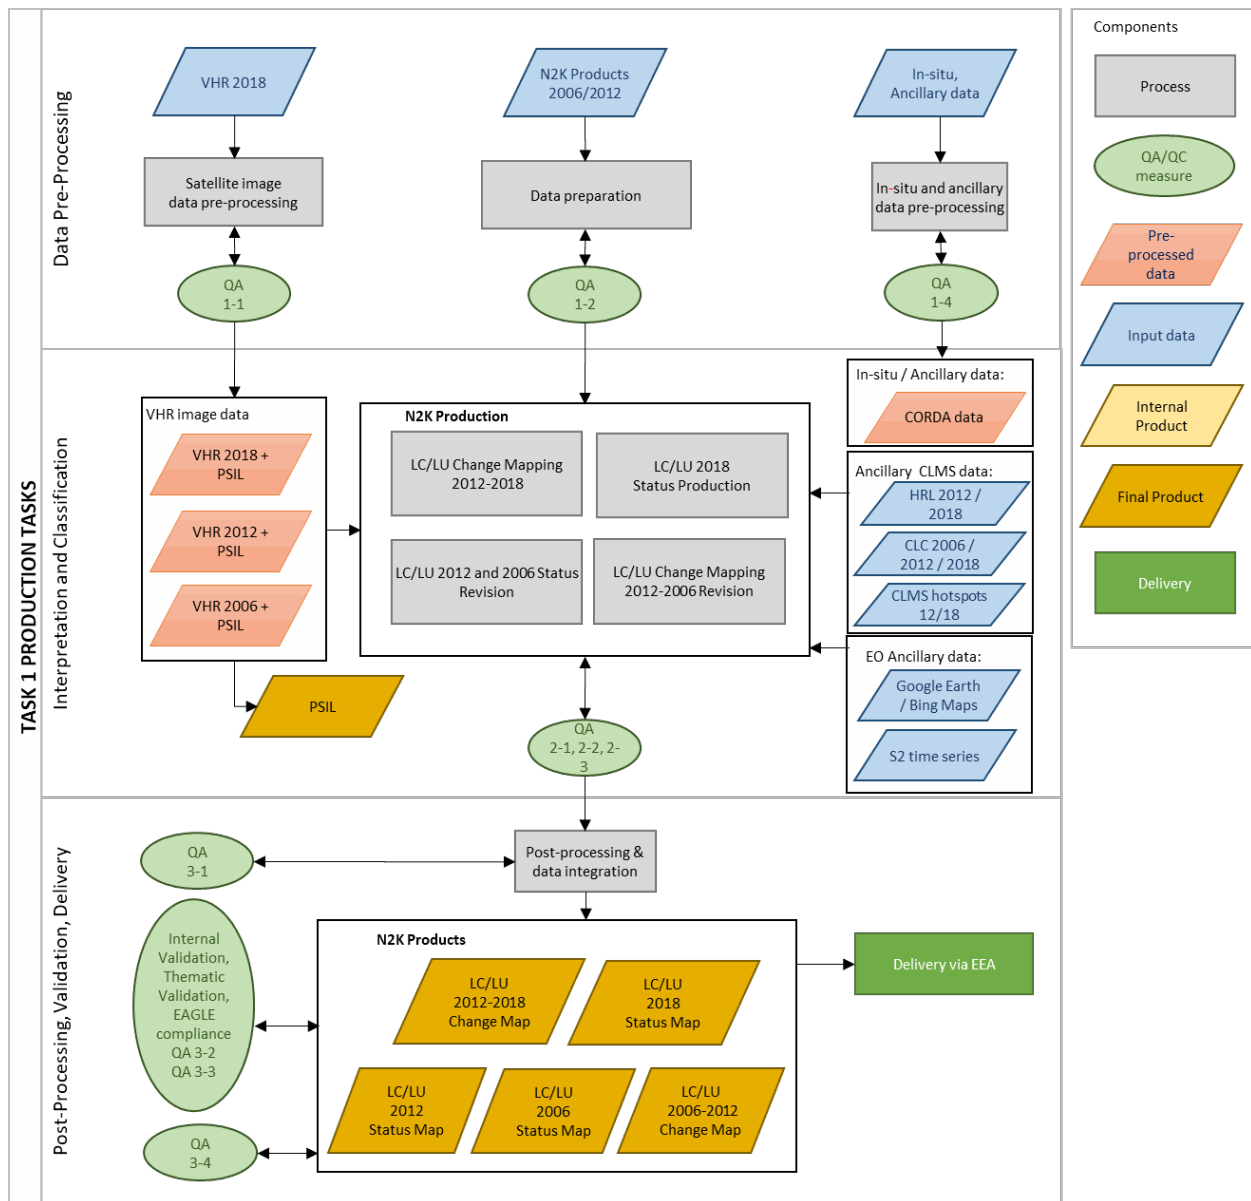 TASK 1 PRODUCTION TASKS
Data Pre-Processing
VHR 2018
N2K Products
2006/2012
In-situ,
Ancillary data
Satellite image
data pre-processing
Data preparation
In-situ and ancillary
data pre-processing
QA
1-1
QA
1-2
QA
1-4
Interpretation and Classification
VHR image data
VHR 2018 +
PSIL
VHR 2012 +
PSIL
VHR 2006 +
PSIL
PSIL
N2K Production
LC/LU Change Mapping
2012-2018
LC/LU 2018
Status Production
LC/LU 2012 and 2006 Status
Revision
LC/LU Change Mapping
2012-2006 Revision
QA
2-1, 2-2, 2-
3
In-situ / Ancillary data:
CORDA data
Ancillary CLMS data:
HRL 2012 /
2018
CLC 2006 /
2012 / 2018
CLMS hotspots
12/18
EO Ancillary data:
Google Earth
/ Bing Maps
S2 time series
Post-Processing, Validation, Delivery
QA
3-1
Post-processing &
data integration
Internal
Validation,
Thematic
Validation,
EAGLE
compliance
QA 3-2
QA 3-3
QA
3-4
N2K Products
LC/LU
2012-2018
Change Map
LC/LU
2018
Status Map
LC/LU
2012
Status Map
LC/LU
2006
Status Map
LC/LU
2006-2012
Change Map
Delivery via EEA
Components
Process
QA/QC
measure
Pre-
processed
data
Input data
Internal
Product
Final Product
Delivery